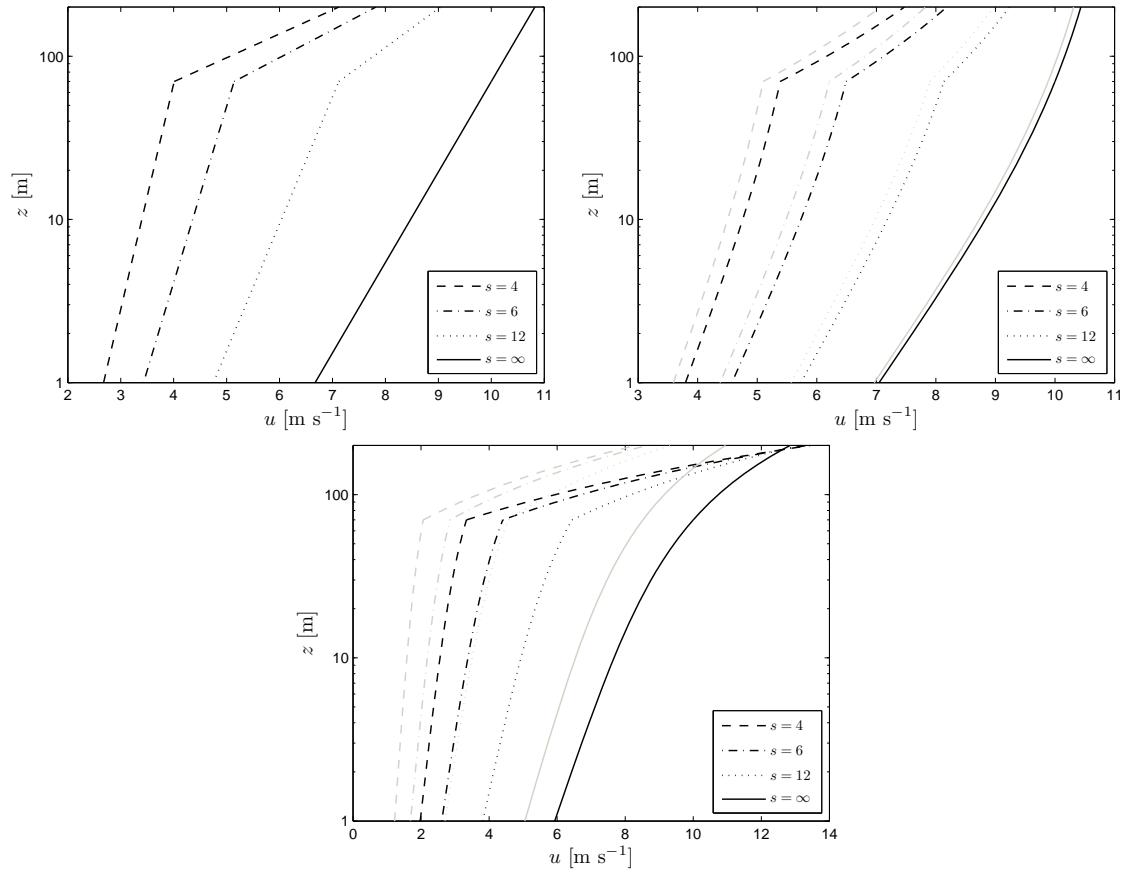 100
10
1
z [m]
2 3 4 5 6 7 8 9 10 11
u [m s⁻¹]
s = 4
s = 6
s = 12
s = ∞
100
10
1
z [m]
3 4 5 6 7 8 9 10 11
u [m s⁻¹]
s = 4
s = 6
s = 12
s = ∞
100
10
1
z [m]
0 2 4 6 8 10 12 14
u [m s⁻¹]
s = 4
s = 6
s = 12
s = ∞